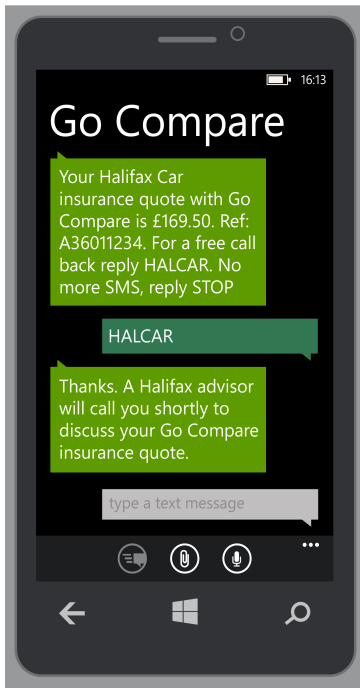 16:13
Go Compare
Your Halifax Car
insurance quote with Go
Compare is £169.50. Ref:
A36011234. For a free call
back reply HALCAR. No
more SMS, reply STOP
HALCAR
Thanks. A Halifax advisor
will call you shortly to
discuss your Go Compare
insurance quote.
type a text message